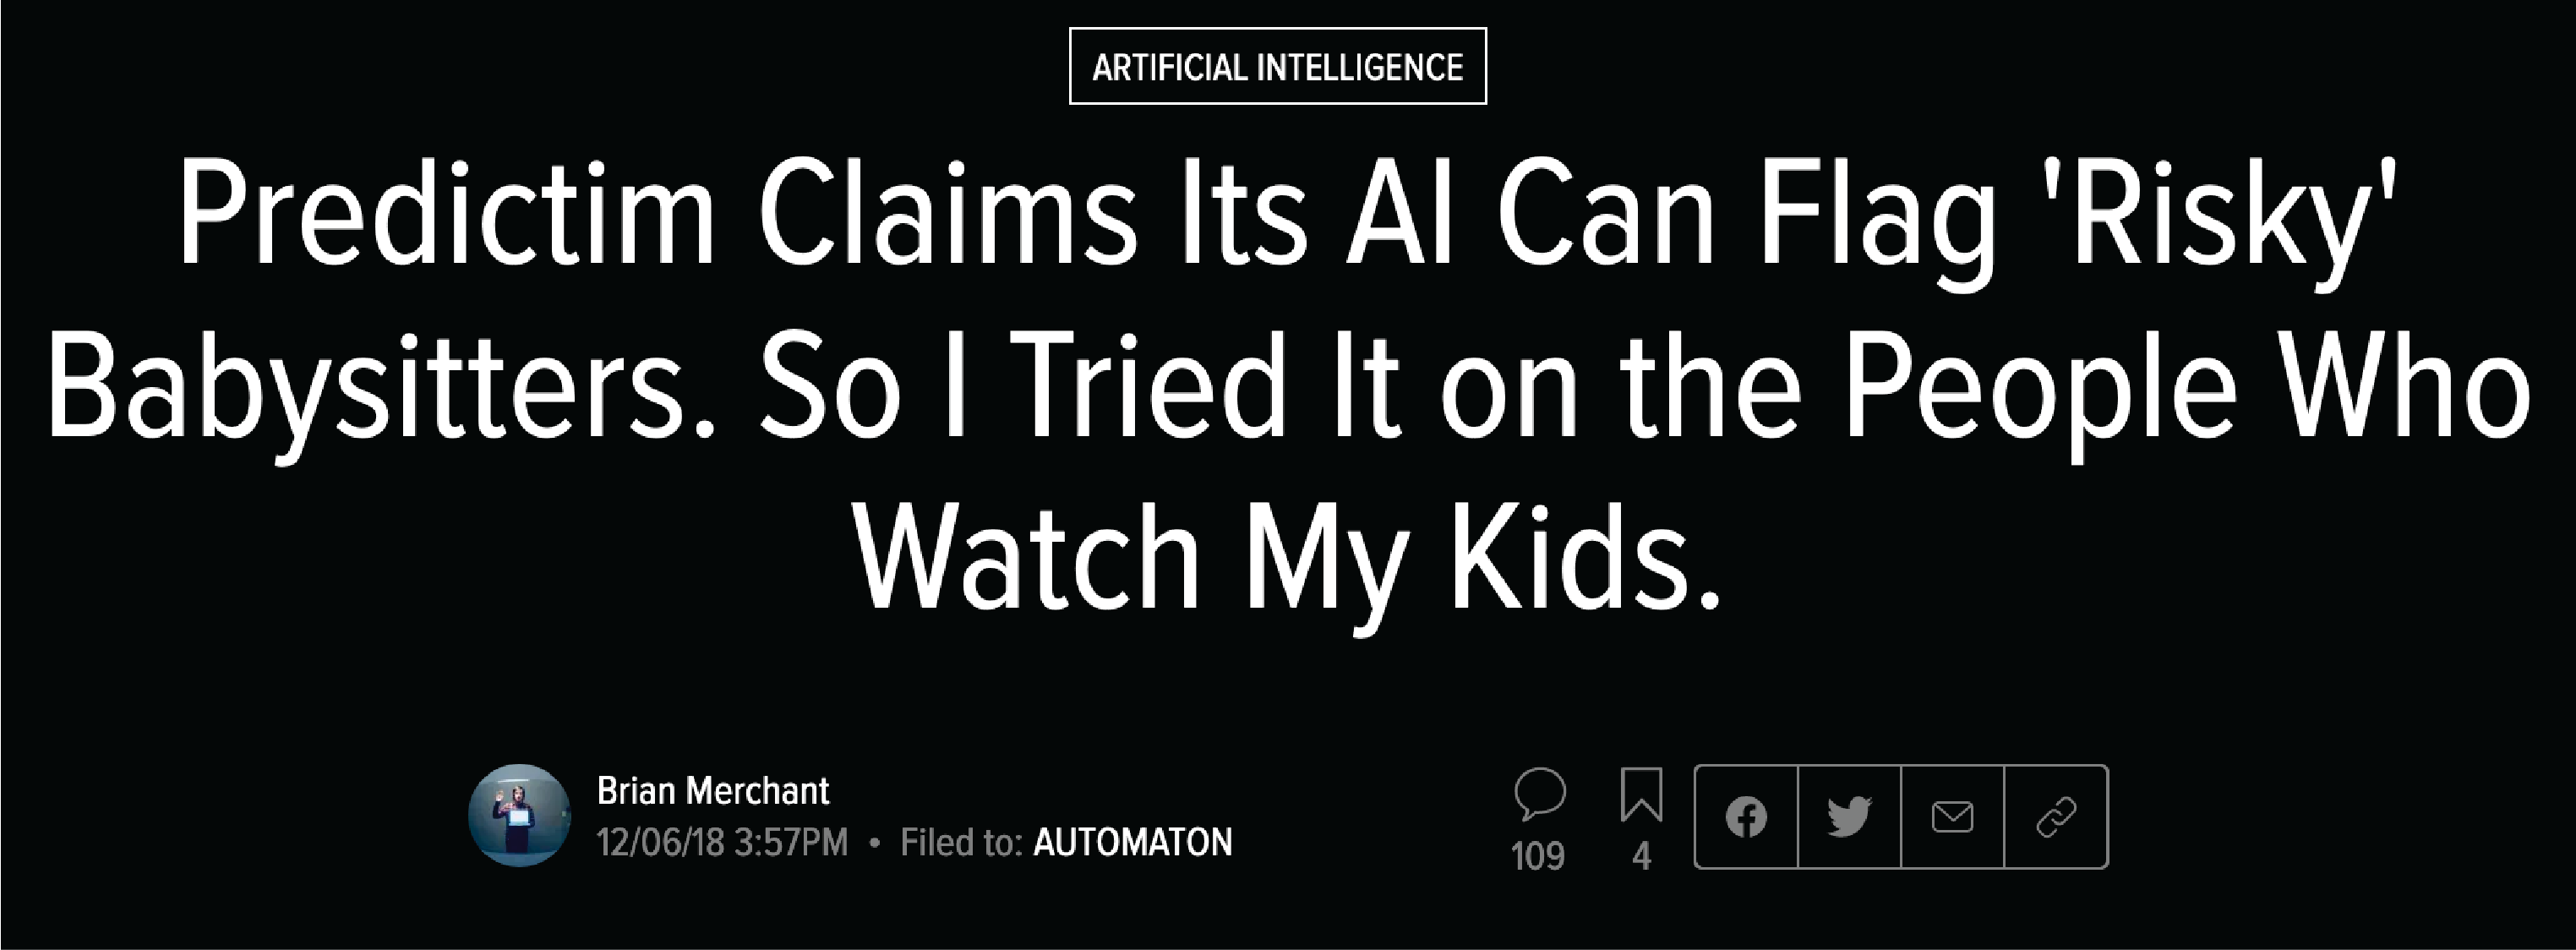 ARTIFICIAL INTELLIGENCE
Predictim Claims Its AI Can Flag 'Risky'
Babysitters. So I Tried It on the People Who
Watch My Kids.
Brian Merchant
12/06/18 3:57PM • Filed to: AUTOMATON
109 4